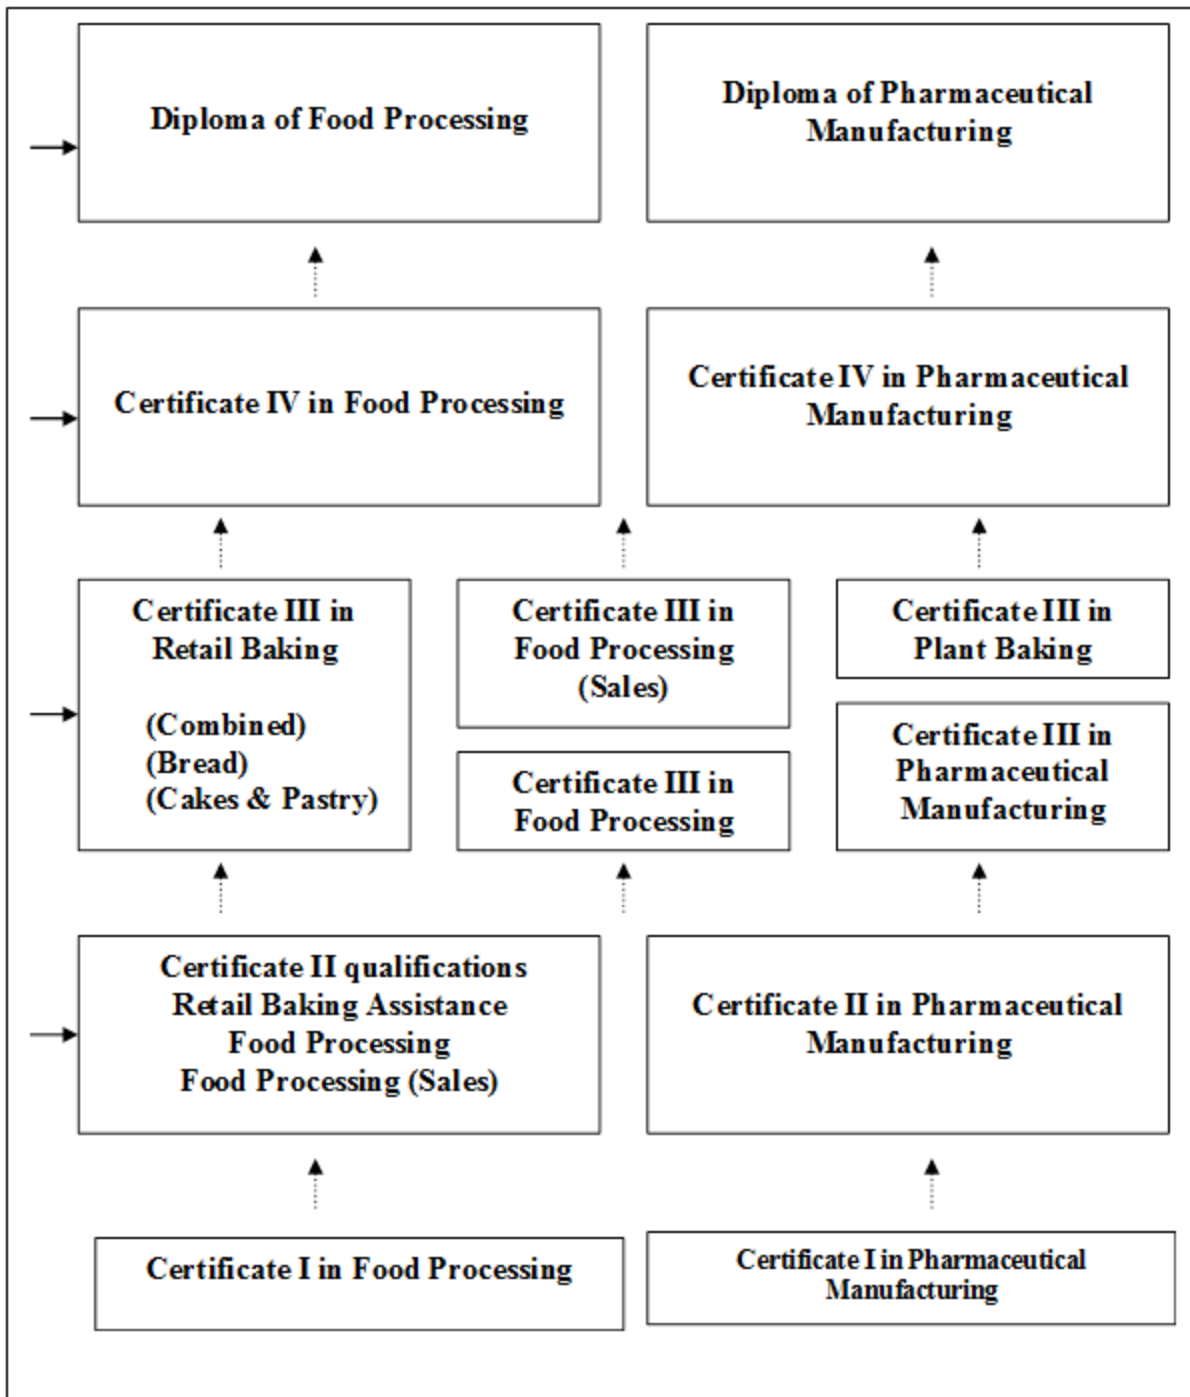 Diploma of Food Processing
Diploma of Pharmaceutical
Manufacturing
Certificate IV in Food Processing
Certificate IV in Pharmaceutical
Manufacturing
Certificate III in
Retail Baking
(Combined)
(Bread)
(Cakes & Pastry)
Certificate III in
Food Processing
(Sales)
Certificate III in
Food Processing
Certificate III in
Plant Baking
Certificate III in
Pharmaceutical
Manufacturing
Certificate II qualifications
Retail Baking Assistance
Food Processing
Food Processing (Sales)
Certificate II in Pharmaceutical
Manufacturing
Certificate I in Food Processing
Certificate I in Pharmaceutical
Manufacturing